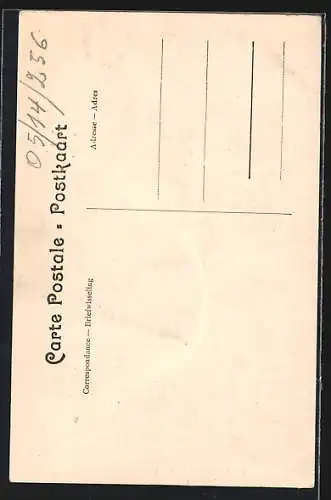 05/14/256
Carte Postale - Postkaart
Correspondance — Briefwisseling
Adresse — Adres